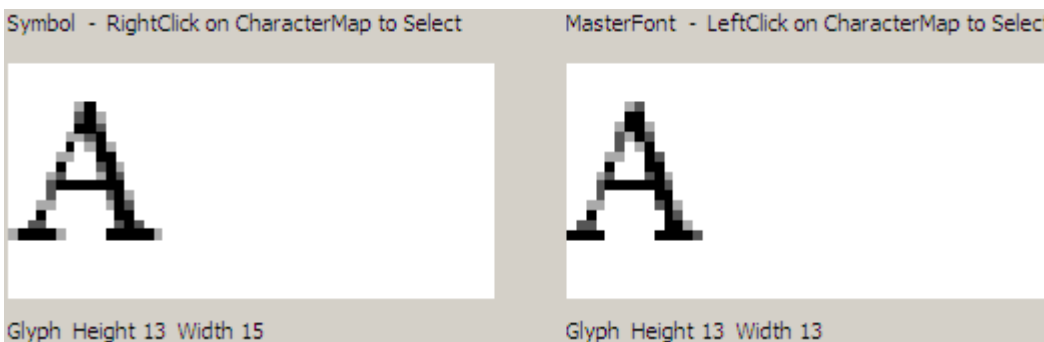 Symbol - RightClick on CharacterMap to Select
MasterFont - LeftClick on CharacterMap to Select
A
A
Glyph Height 13 Width 15
Glyph Height 13 Width 13